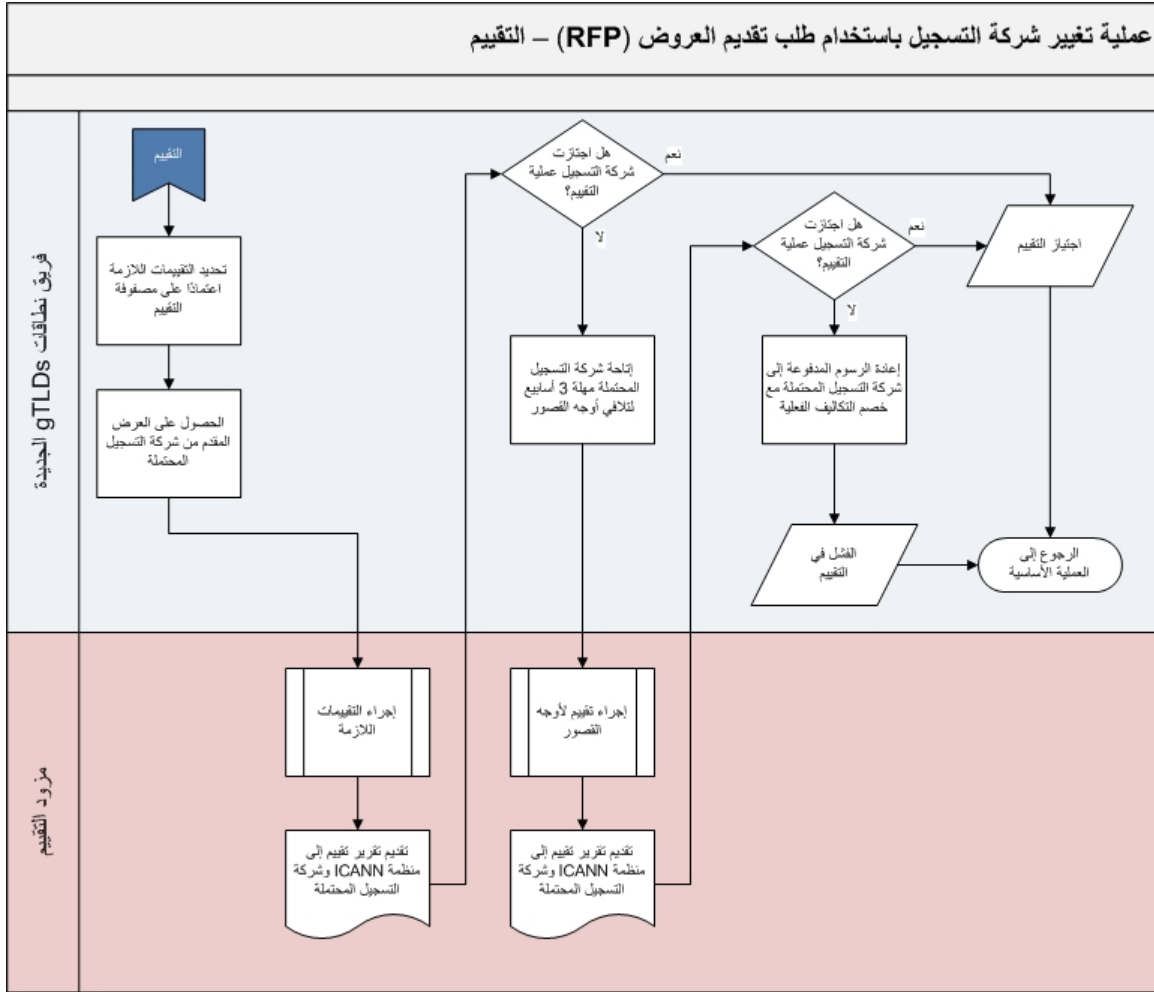 عملية تغيير شركة التسجيل باستخدام طلب تقديم العروض (RFP) – التقييم
فريق نطاقات gTLDs الجديدة
التقييم
تحديد التقييمات اللازمة
اعتمادًا على مصفوفة
التقييم
الحصول على العرض
المقدم من شركة التسجيل
المحتملة
هل اجتازت
شركة التسجيل عملية
التقييم؟
نعم
لا
إتاحة شركة التسجيل
المحتملة مهلة 3 أسابيع
لتلافي أوجه القصور
هل اجتازت
شركة التسجيل عملية
التقييم؟
نعم
لا
إعادة الرسوم المدفوعة إلى
شركة التسجيل المحتملة مع
خصم التكاليف الفعلية
الفشل في
التقييم
اجتياز التقييم
الرجوع إلى
العملية الأساسية
مزود التقييم
إجراء التقييمات
اللازمة
تقديم تقرير تقييم إلى
منظمة ICANN وشركة
التسجيل المحتملة
إجراء تقييم لأوجه
القصور
تقديم تقرير تقييم إلى
منظمة ICANN وشركة
التسجيل المحتملة